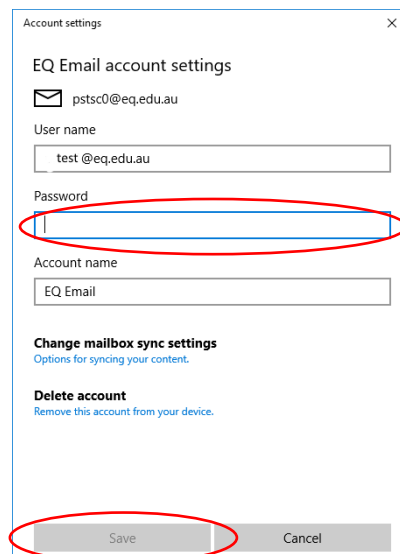 Account settings
EQ Email account settings
pstsc0@eq.edu.au
User name
test @eq.edu.au
Password
Account name
EQ Email
Change mailbox sync settings
Options for syncing your content.
Delete account
Remove this account from your device.
Save Cancel